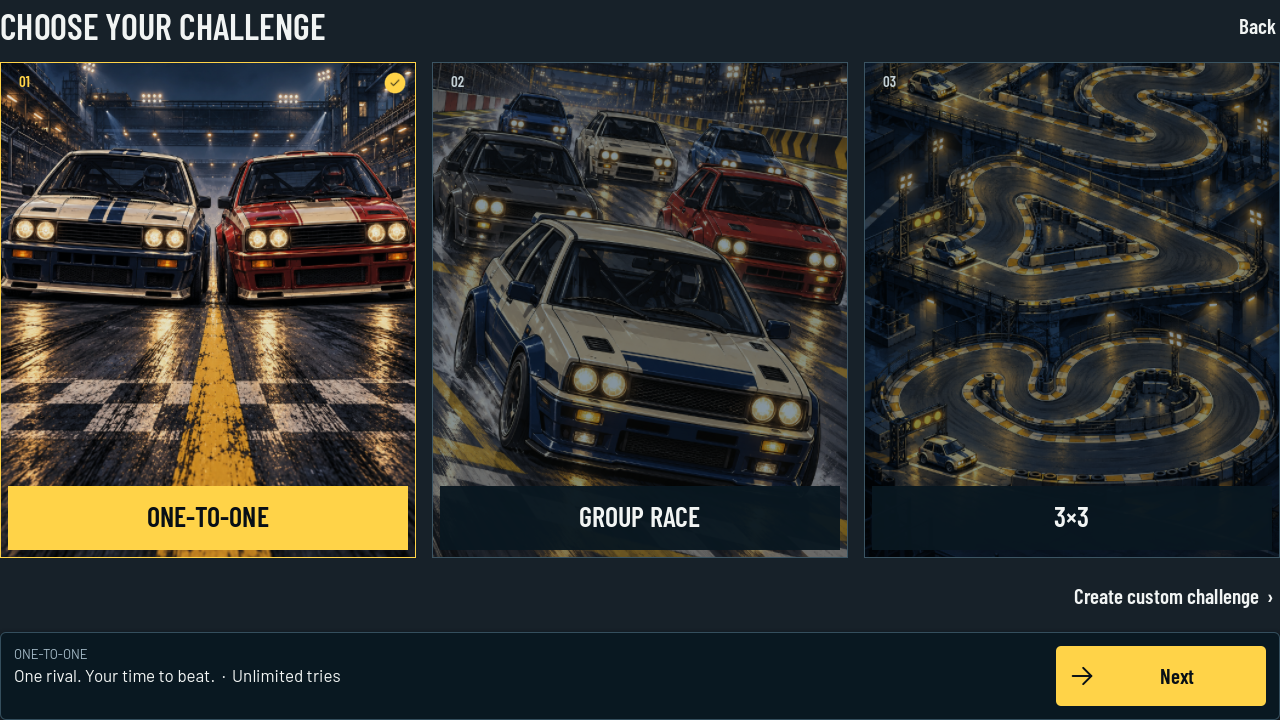 CHOOSE YOUR CHALLENGE
Back
01
02
03
ONE-TO-ONE
GROUP RACE
3×3
Create custom challenge ›
ONE-TO-ONE
One rival. Your time to beat. · Unlimited tries
Next